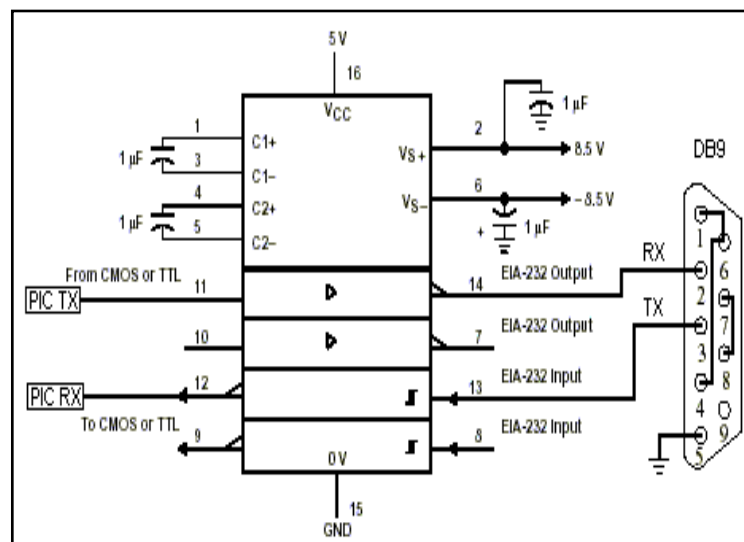 5 V
16
VCC
1 μF
1
C1+
2
VS+
8.5 V
DB9
1 μF
3
C1–
4
C2+
6
VS–
– 8.5 V
1 μF
5
C2–
+
1 μF
From CMOS or TTL
PIC TX
11
14
EIA-232 Output
RX
10
7
EIA-232 Output
TX
PIC RX
12
13
EIA-232 Input
To CMOS or TTL
9
8
EIA-232 Input
0 V
15
GND
1
6
2
7
3
8
4
9
5